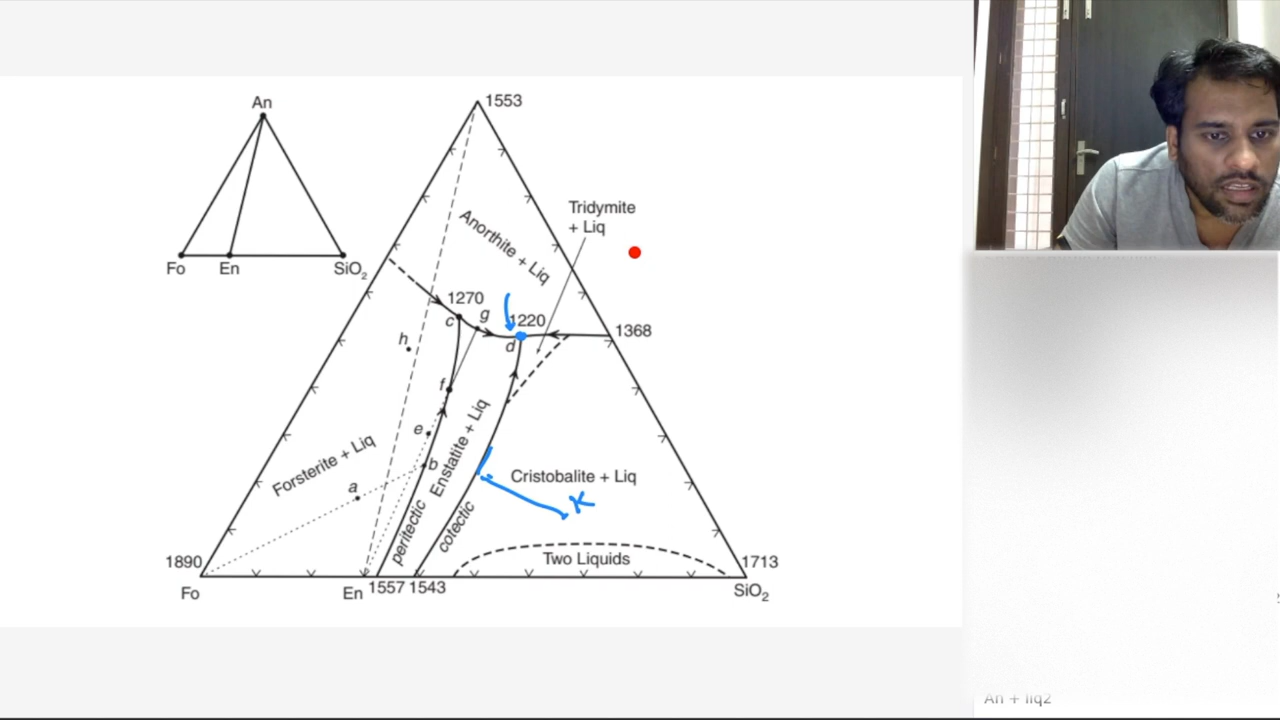 An
1553
Tridymite
+ Liq
Anorthite + Liq
Fo
En
SiO₂
1270
g
1220
c
d
1368
h
f
e
Enstatite + Liq
Forsterite + Liq
b
a
Cristobalite + Liq
K
peritectic
cotectic
Two Liquids
1890
1713
Fo
En
1557
1543
SiO₂
An + liq2